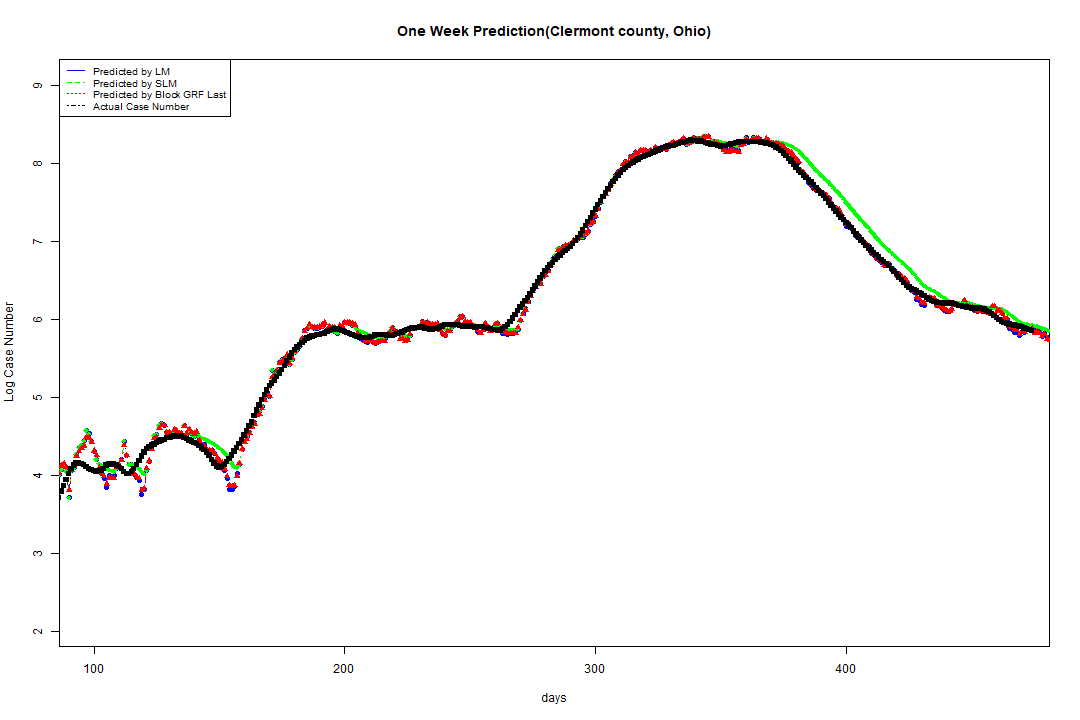 One Week Prediction(Clermont county, Ohio)
Predicted by LM
Predicted by SLM
Predicted by Block GRF Last
Actual Case Number
9
8
7
6
5
4
3
2
Log Case Number
100 200 300 400
days